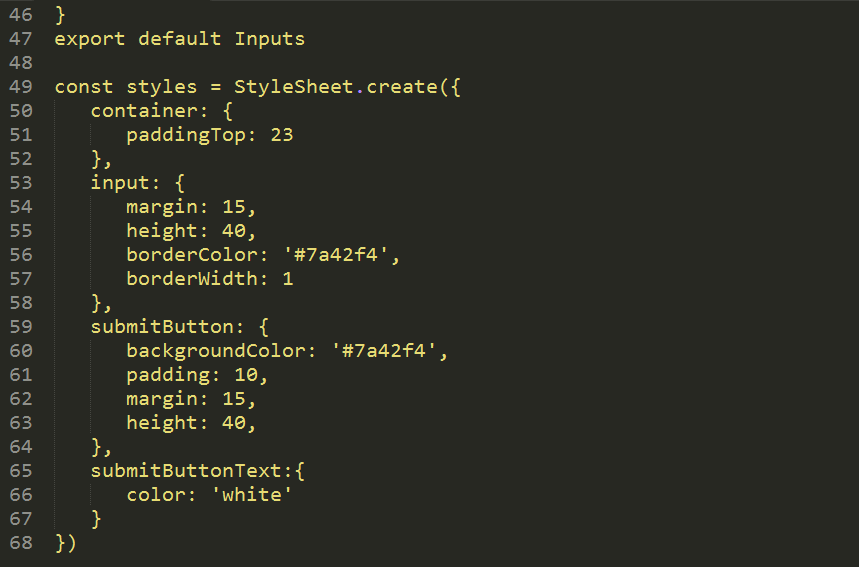 46 }
47 export default Inputs
48
49 const styles = StyleSheet.create({
50    container: {
51       paddingTop: 23
52    },
53    input: {
54       margin: 15,
55       height: 40,
56       borderColor: '#7a42f4',
57       borderWidth: 1
58    },
59    submitButton: {
60       backgroundColor: '#7a42f4',
61       padding: 10,
62       margin: 15,
63       height: 40,
64    },
65    submitButtonText:{
66       color: 'white'
67    }
68 })